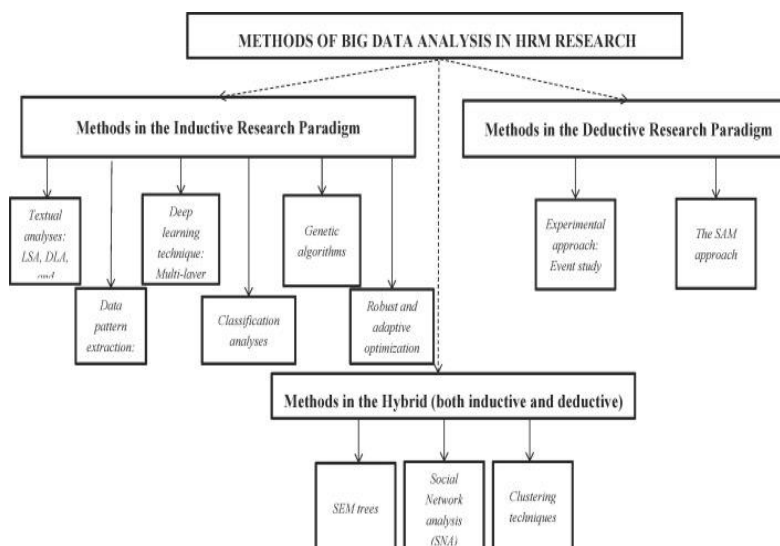 METHODS OF BIG DATA ANALYSIS IN HRM RESEARCH
Methods in the Inductive Research Paradigm
Methods in the Deductive Research Paradigm
Textual
analyses:
LSA, DLA,
Data
pattern
extraction:
Deep
learning
technique:
Multi-layer
Classification
analyses
Genetic
algorithms
Robust and
adaptive
optimization
Experimental
approach:
Event study
The SAM
approach
Methods in the Hybrid (both inductive and deductive)
SEM trees
Social
Network
analysis
(SNA)
Clustering
techniques